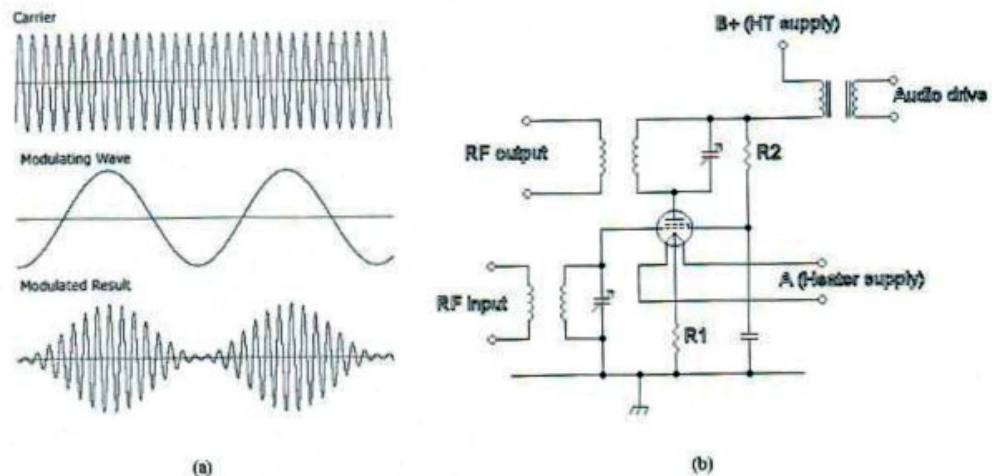 Carrier
Modulating Wave
Modulated Result
(a)
B+ (HT supply)
Audio drive
RF output
R2
A (Heater supply)
RF input
R1
(b)